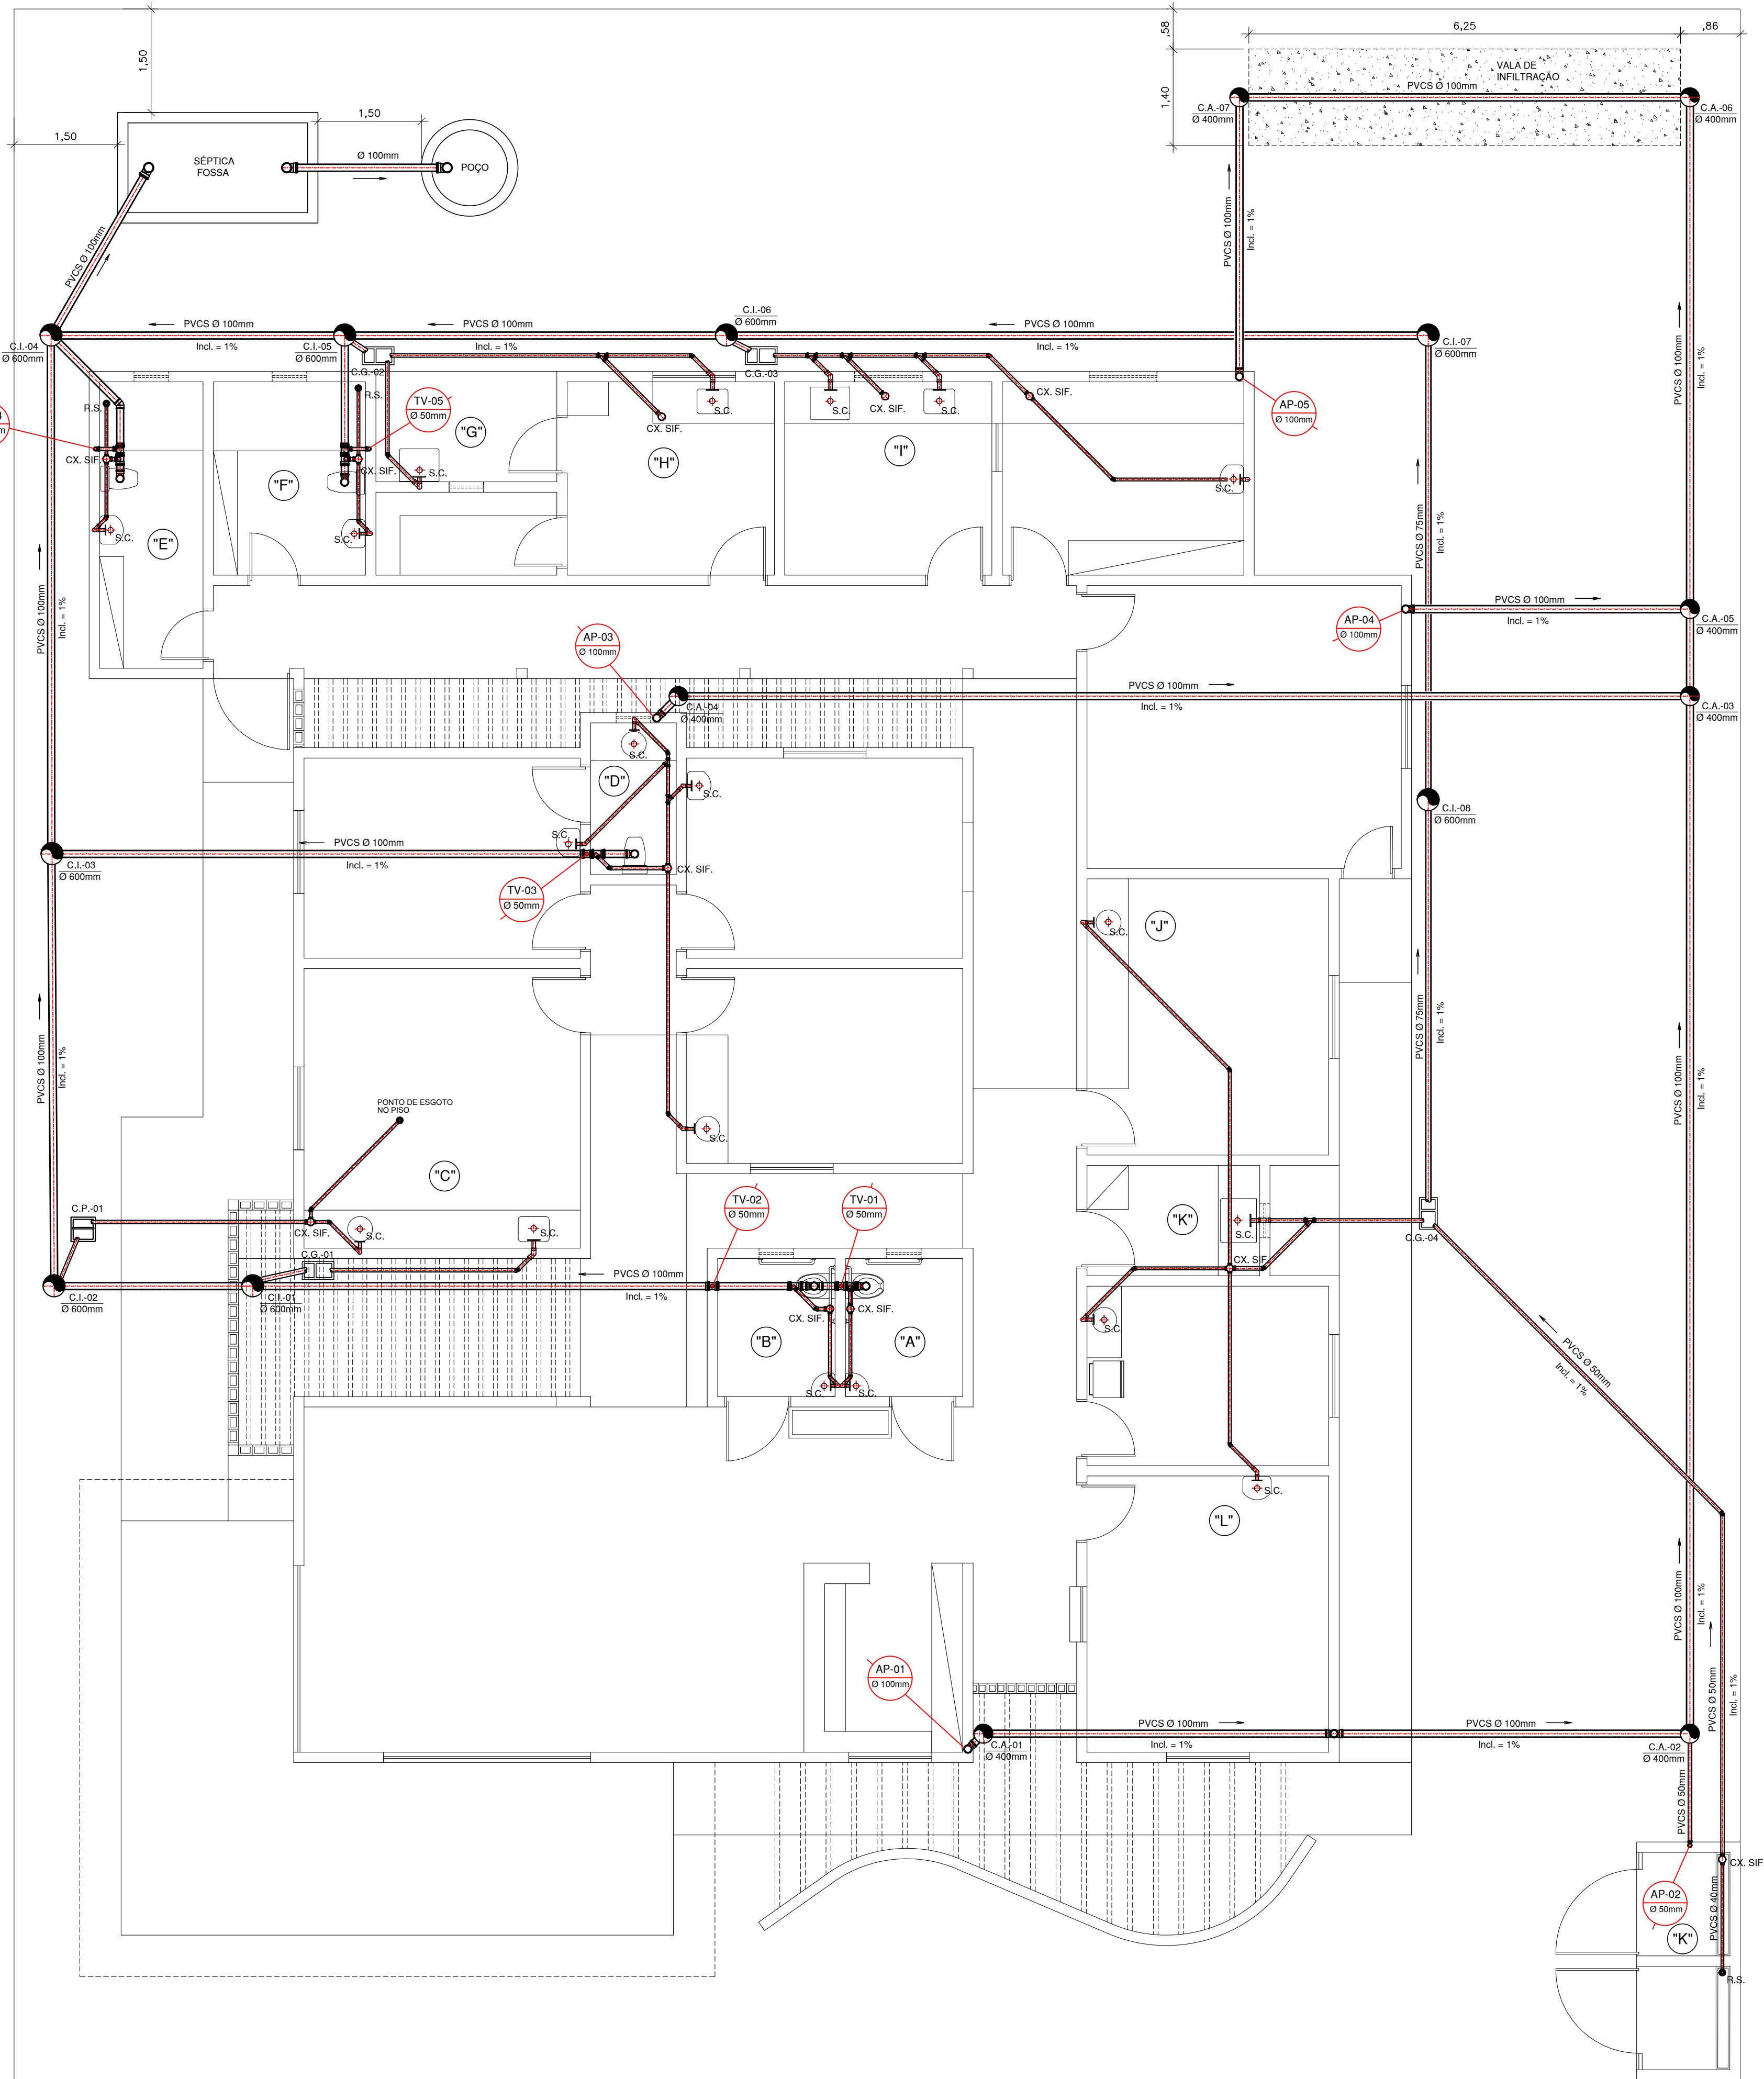 1,50
,58
6,25
,86
VALA DE
INFILTRAÇÃO
PVCS Ø 100mm
C.A.-07
Ø 400mm
C.A.-06
Ø 400mm
1,40
1,50
1,50
SÉPTICA
FOSSA
Ø 100mm
POÇO
PVCS Ø 100mm
PVCS Ø 100mm
Incl. = 1%
PVCS Ø 100mm
Incl. = 1%
C.I.-04
Ø 600mm
PVCS Ø 100mm
Incl. = 1%
C.I.-05
Ø 600mm
PVCS Ø 100mm
Incl. = 1%
C.I.-06
Ø 600mm
PVCS Ø 100mm
Incl. = 1%
C.I.-07
Ø 600mm
C.G.-02
C.G.-03
R.S.
R.S.
TV-05
Ø 50mm
"G"
S.C.
CX. SIF.
S.C.
"H"
S.C.
CX. SIF.
S.C.
"I"
CX. SIF.
S.C.
AP-05
Ø 100mm
CX. SIF.
CX. SIF.
"F"
S.C.
S.C.
"E"
PVCS Ø 75mm
Incl. = 1%
PVCS Ø 100mm
Incl. = 1%
AP-03
Ø 100mm
AP-04
Ø 100mm
PVCS Ø 100mm
Incl. = 1%
C.A.-05
Ø 400mm
C.A.-04
Ø 400mm
PVCS Ø 100mm
Incl. = 1%
C.A.-03
Ø 400mm
S.C.
"D"
S.C.
S.C.
CX. SIF.
C.I.-08
Ø 600mm
PVCS Ø 100mm
Incl. = 1%
C.I.-03
Ø 600mm
TV-03
Ø 50mm
S.C.
"J"
PVCS Ø 75mm
Incl. = 1%
PVCS Ø 100mm
Incl. = 1%
PVCS Ø 100mm
Incl. = 1%
PONTO DE ESGOTO
NO PISO
S.C.
"C"
C.P.-01
CX. SIF.
S.C.
S.C.
C.G.-01
TV-02
Ø 50mm
TV-01
Ø 50mm
"K"
S.C.
CX. SIF.
C.G.-04
C.I.-02
Ø 600mm
C.I.-01
Ø 600mm
PVCS Ø 100mm
Incl. = 1%
CX. SIF.
CX. SIF.
"B"
"A"
S.C.
S.C.
S.C.
PVCS Ø 50mm
Incl. = 1%
S.C.
"L"
PVCS Ø 100mm
Incl. = 1%
AP-01
Ø 100mm
C.A.-01
Ø 400mm
PVCS Ø 100mm
Incl. = 1%
PVCS Ø 100mm
Incl. = 1%
C.A.-02
Ø 400mm
PVCS Ø 50mm
Incl. = 1%
PVCS Ø 50mm
CX. SIF
AP-02
Ø 50mm
PVCS Ø 40mm
"K"
R.S.